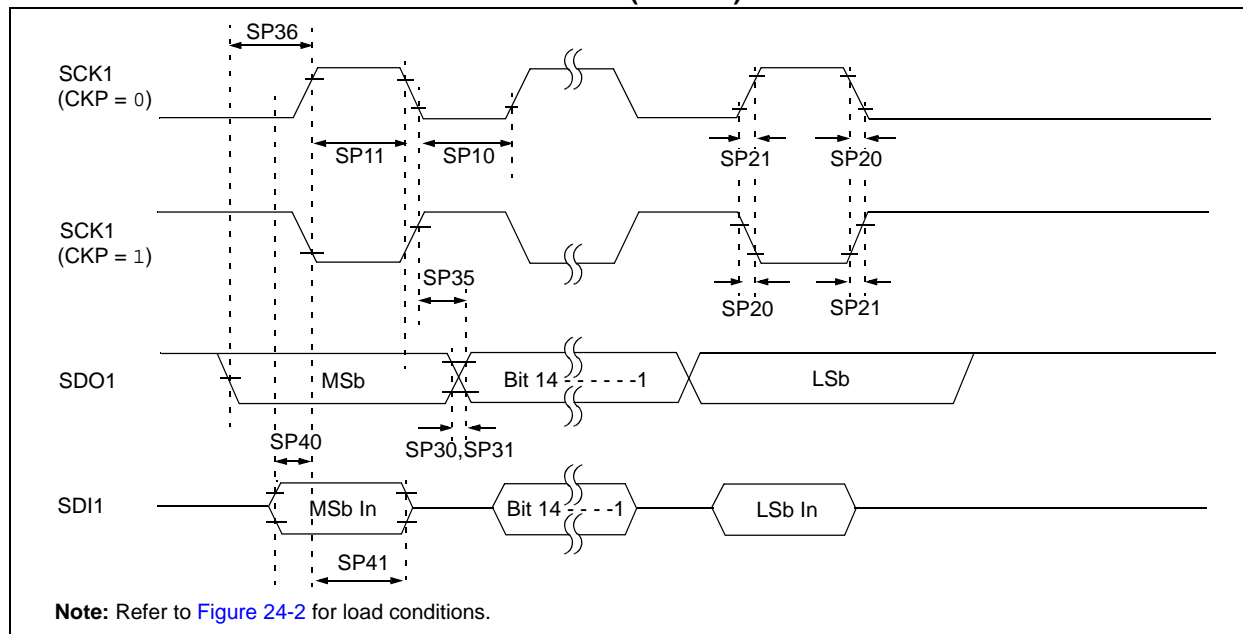 SP36
SCK1
(CKP = 0)
SP11
SP10
SP21
SP20
SCK1
(CKP = 1)
SP35
SP20
SP21
SDO1
MSb
Bit 14 - - - - - -1
LSb
SP40
SP30,SP31
SDI1
MSb In
Bit 14 - - - -1
LSb In
SP41
Note: Refer to Figure 24-2 for load conditions.